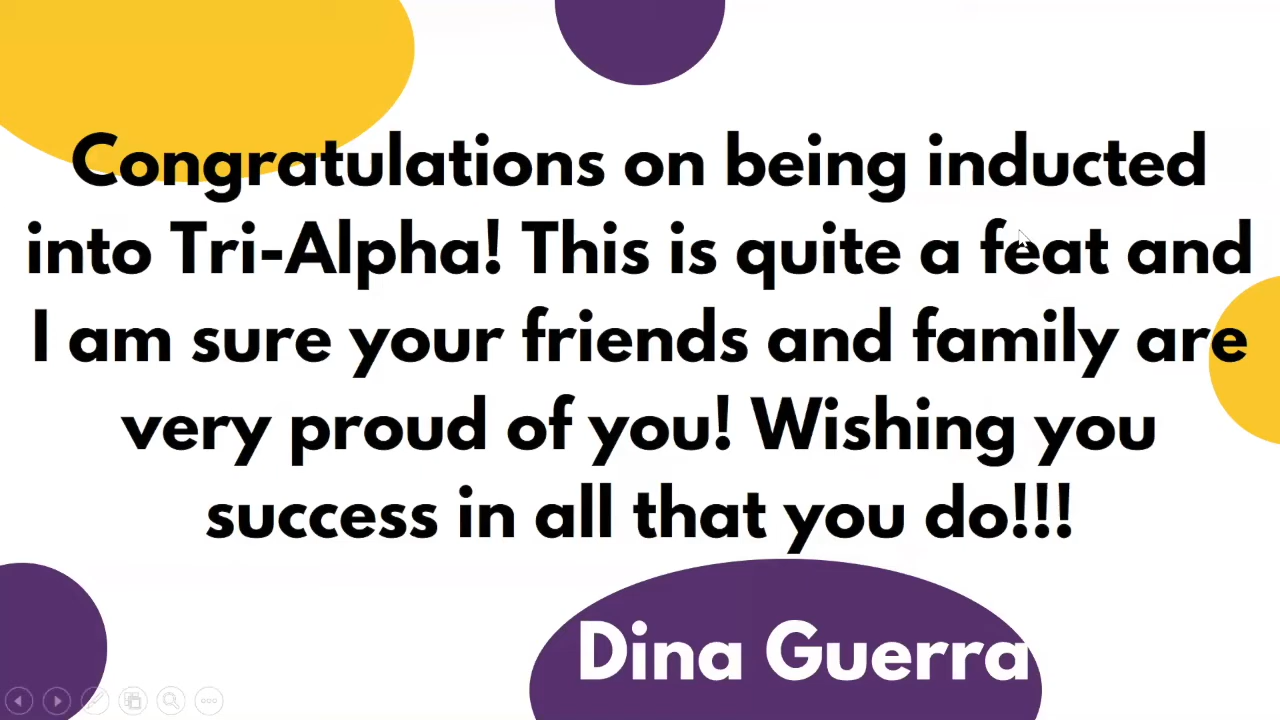 Congratulations on being inducted
into Tri-Alpha! This is quite a feat and
I am sure your friends and family are
very proud of you! Wishing you
success in all that you do!!!
Dina Guerra